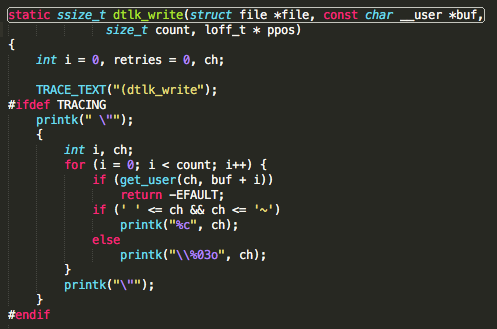 static ssize_t dtlk_write(struct file *file, const char __user *buf,
size_t count, loff_t * ppos)
{
int i = 0, retries = 0, ch;
TRACE_TEXT("(dtlk_write");
#ifdef TRACING
printk(" \"");
{
int i, ch;
for (i = 0; i < count; i++) {
if (get_user(ch, buf + i))
return -EFAULT;
if (' ' <= ch && ch <= '~')
printk("%c", ch);
else
printk("\\%03o", ch);
}
printk("\"");
}
#endif